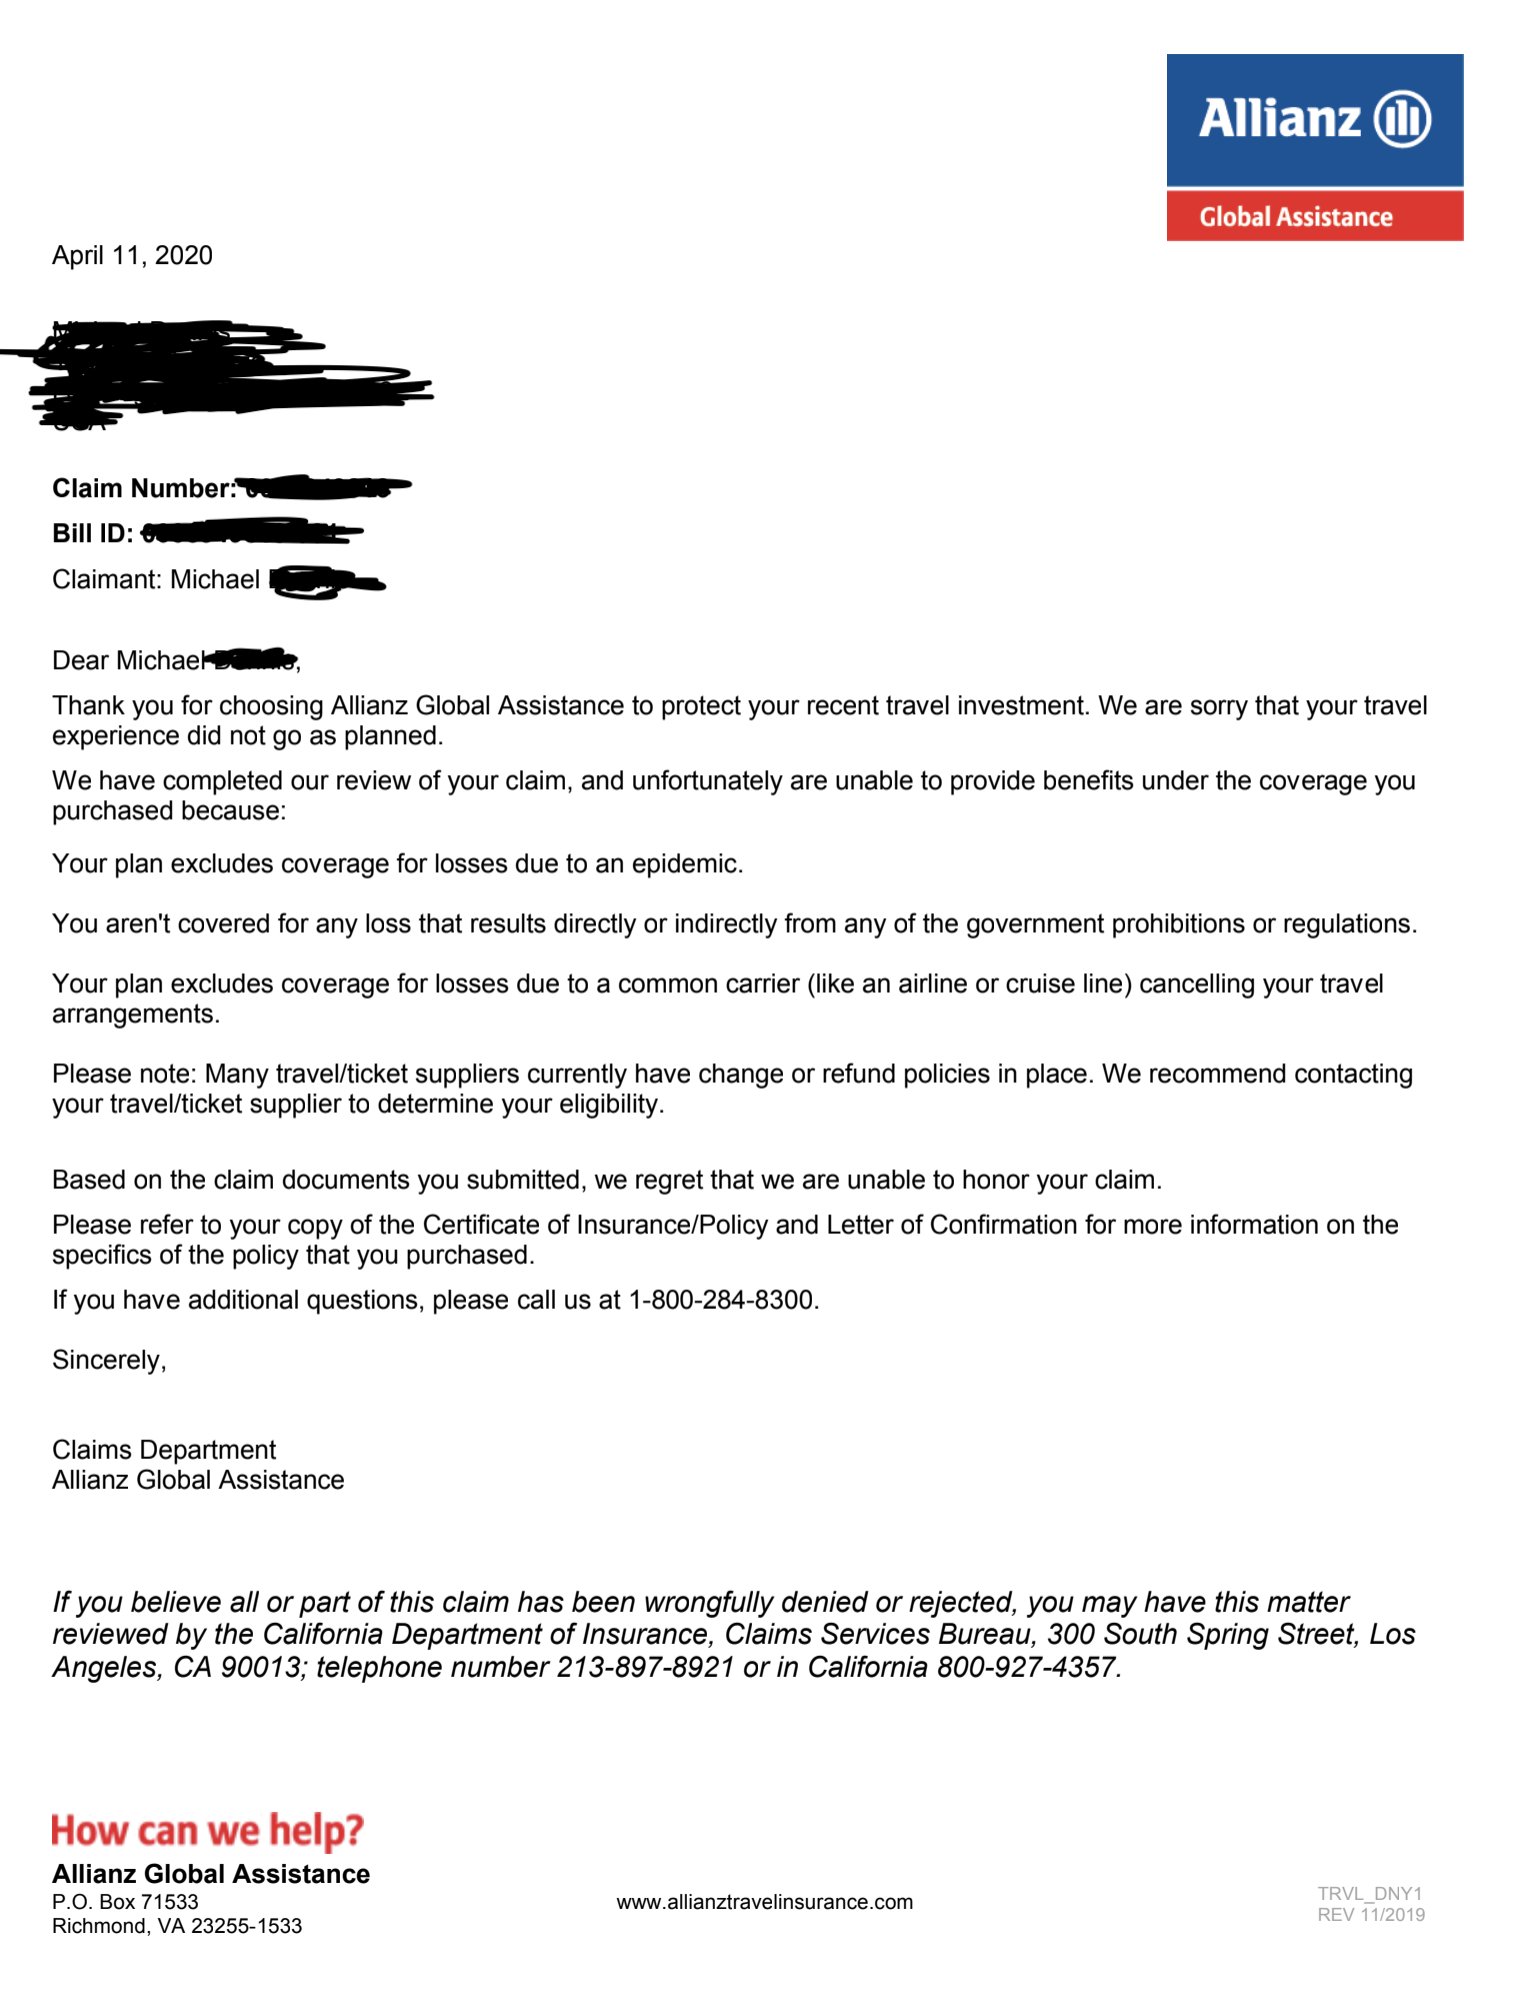 Allianz
Global Assistance
April 11, 2020
Claim Number:
Bill ID:
Claimant: Michael
Dear Michael
Thank you for choosing Allianz Global Assistance to protect your recent travel investment. We are sorry that your travel
experience did not go as planned.
We have completed our review of your claim, and unfortunately are unable to provide benefits under the coverage you
purchased because:
Your plan excludes coverage for losses due to an epidemic.
You aren't covered for any loss that results directly or indirectly from any of the government prohibitions or regulations.
Your plan excludes coverage for losses due to a common carrier (like an airline or cruise line) cancelling your travel
arrangements.
Please note: Many travel/ticket suppliers currently have change or refund policies in place. We recommend contacting
your travel/ticket supplier to determine your eligibility.
Based on the claim documents you submitted, we regret that we are unable to honor your claim.
Please refer to your copy of the Certificate of Insurance/Policy and Letter of Confirmation for more information on the
specifics of the policy that you purchased.
If you have additional questions, please call us at 1-800-284-8300.
Sincerely,
Claims Department
Allianz Global Assistance
If you believe all or part of this claim has been wrongfully denied or rejected, you may have this matter
reviewed by the California Department of Insurance, Claims Services Bureau, 300 South Spring Street, Los
Angeles, CA 90013; telephone number 213-897-8921 or in California 800-927-4357.
How can we help?
Allianz Global Assistance
P.O. Box 71533
Richmond, VA 23255-1533
www.allianztravelinsurance.com
TRVL_DNY1
REV 11/2019